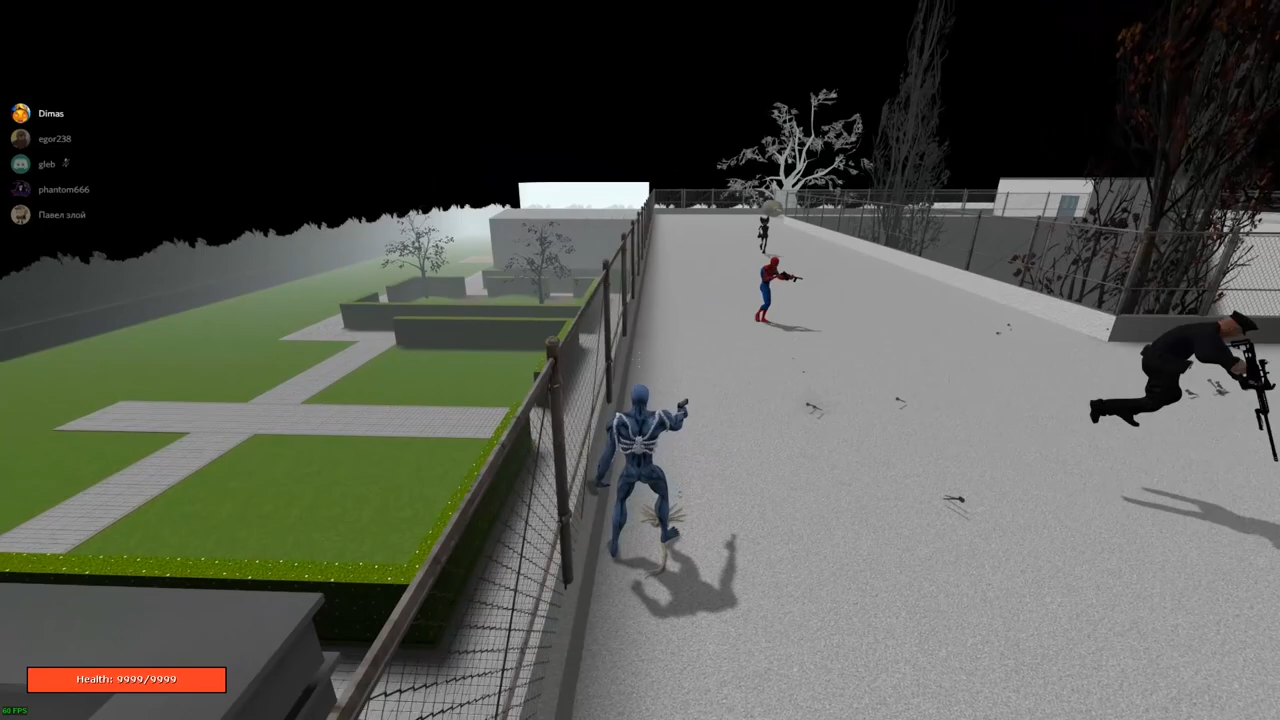 Dimas
egor238
gleb
phantom666
Павел злой
Health: 9999/9999
60 FPS